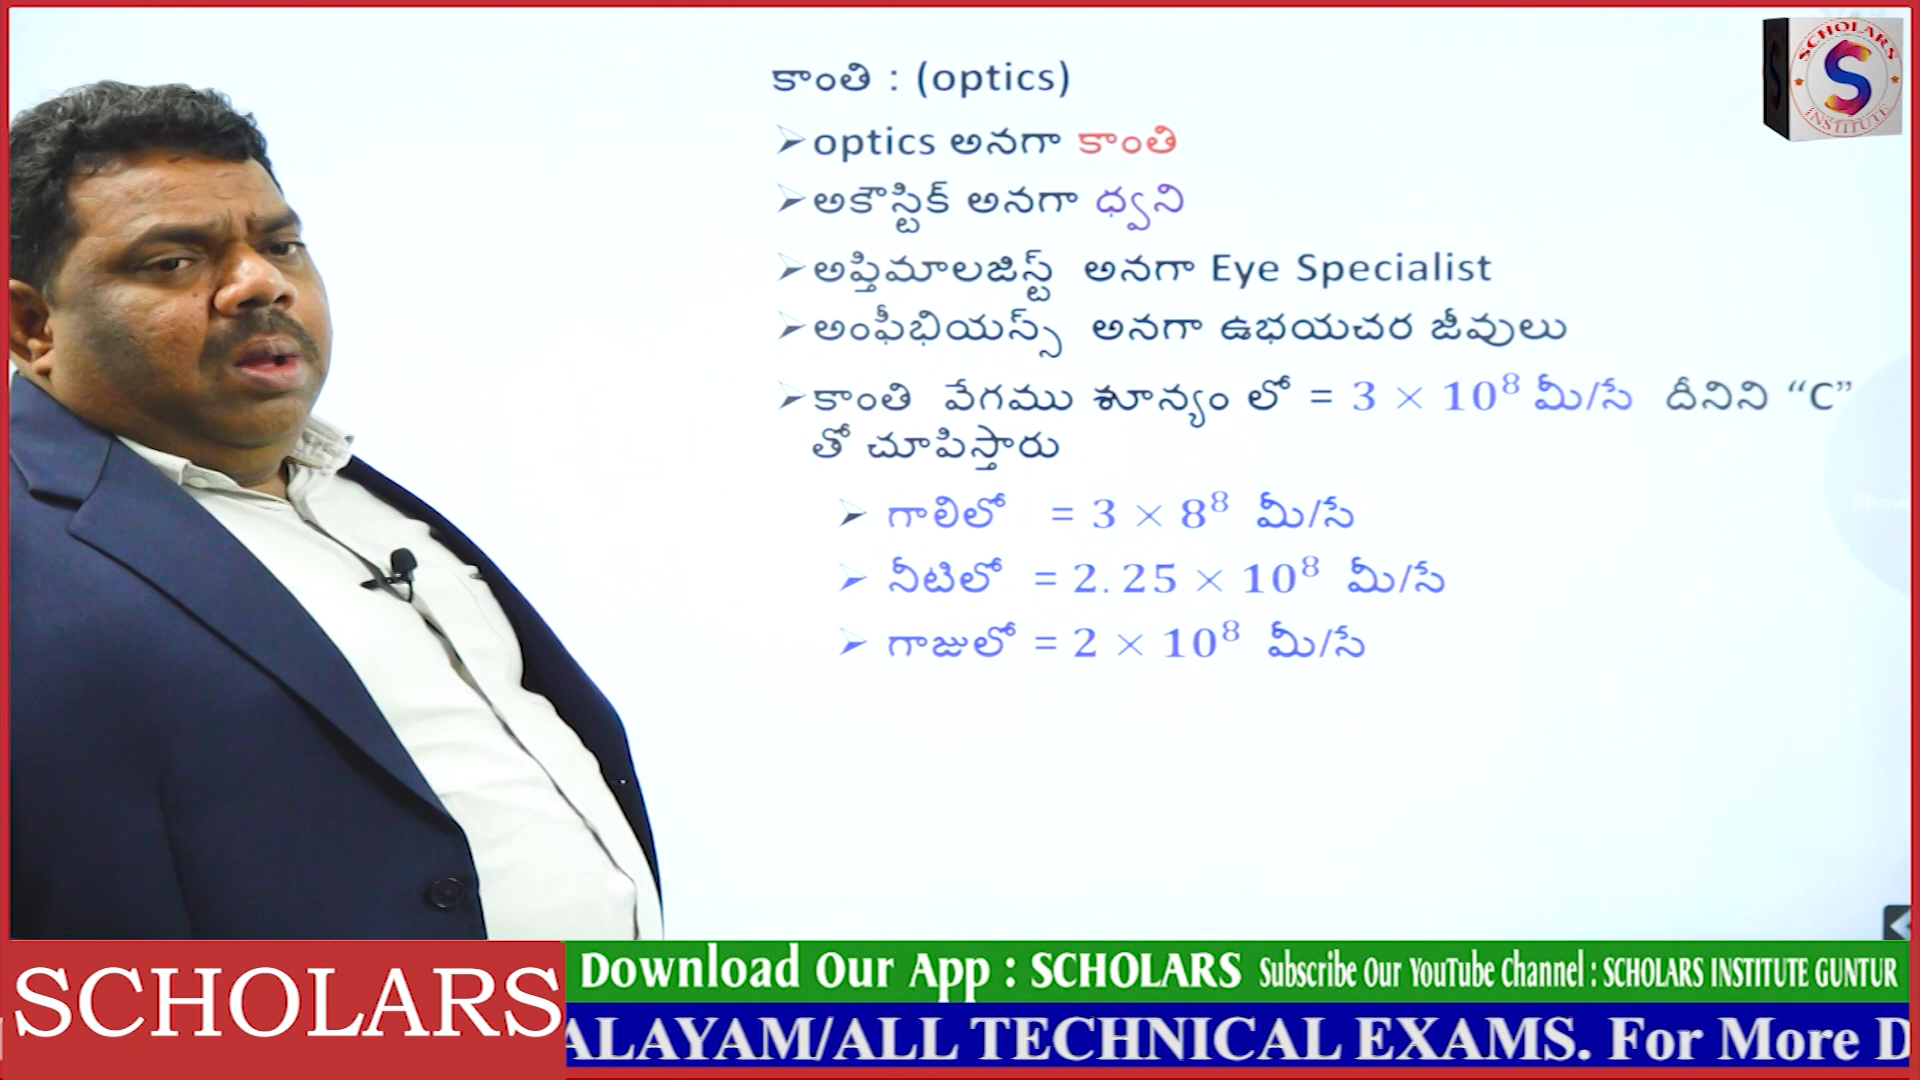 కాంతి : (optics)
optics అనగా కాంతి
అకౌస్టిక్ అనగా ధ్వని
అప్తిమాలజిస్ట్ అనగా Eye Specialist
అంఫీభియస్స్ అనగా ఉభయచర జీవులు
కాంతి వేగము శూన్యం లో = 3 × 10⁸ మీ/సే దీనిని “C”
తో చూపిస్తారు
గాలిలో = 3 × 8⁸ మీ/సే
నీటిలో = 2.25 × 10⁸ మీ/సే
గాజులో = 2 × 10⁸ మీ/సే
SCHOLARS
S
INSTITUTE
SCHOLARS
Download Our App : SCHOLARS Subscribe Our YouTube Channel : SCHOLARS INSTITUTE GUNTUR
ALAYAM/ALL TECHNICAL EXAMS. For More D